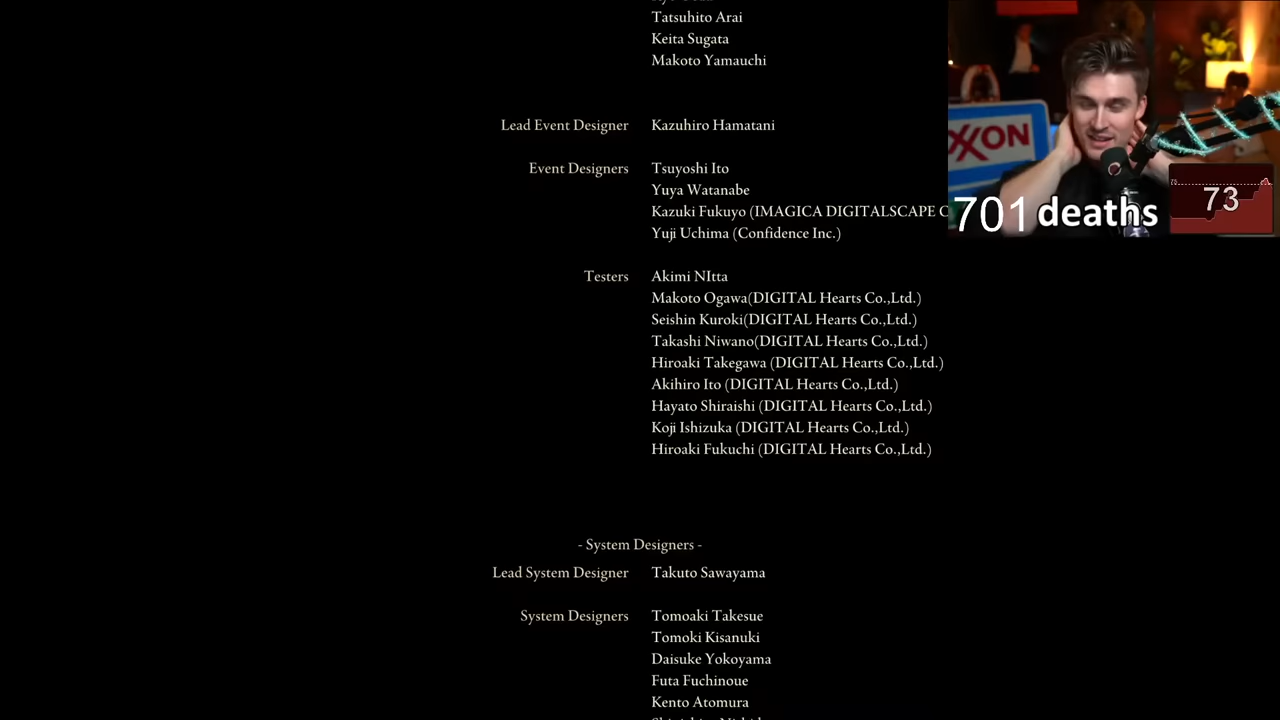 Tatsuhito Arai
Keita Sugata
Makoto Yamauchi
Lead Event Designer Kazuhiro Hamatani
Event Designers Tsuyoshi Ito
Yuya Watanabe
Kazuki Fukuyo (IMAGICA DIGITALSCAPE C
Yuji Uchima (Confidence Inc.)
Testers Akimi NItta
Makoto Ogawa(DIGITAL Hearts Co.,Ltd.)
Seishin Kuroki(DIGITAL Hearts Co.,Ltd.)
Takashi Niwano(DIGITAL Hearts Co.,Ltd.)
Hiroaki Takegawa (DIGITAL Hearts Co.,Ltd.)
Akihiro Ito (DIGITAL Hearts Co.,Ltd.)
Hayato Shiraishi (DIGITAL Hearts Co.,Ltd.)
Koji Ishizuka (DIGITAL Hearts Co.,Ltd.)
Hiroaki Fukuchi (DIGITAL Hearts Co.,Ltd.)
- System Designers -
Lead System Designer Takuto Sawayama
System Designers Tomoaki Takesue
Tomoki Kisanuki
Daisuke Yokoyama
Futa Fuchinoue
Kento Atomura
EXXON
701 deaths
73